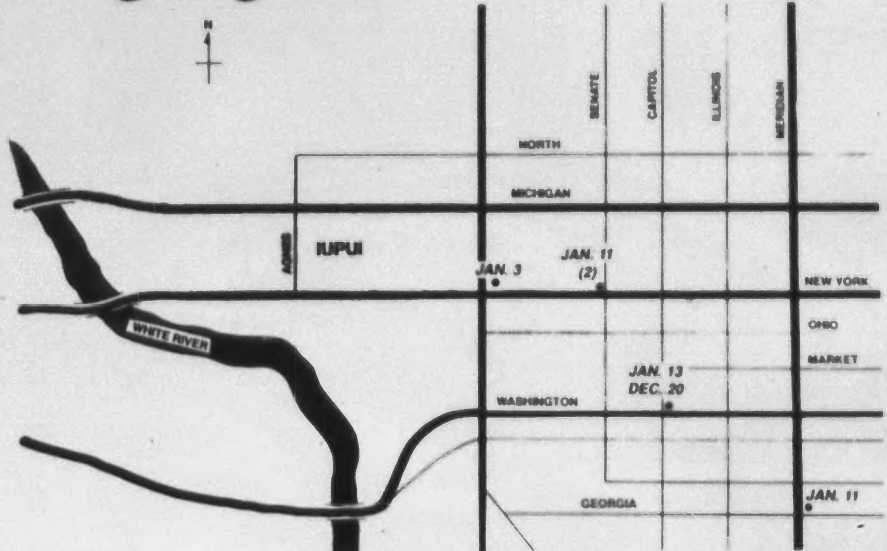 N
SENATE
CAPITOL
ILLINOIS
MERIDIAN
NORTH
MICHIGAN
AGNES
IUPUI
JAN. 3
JAN. 11
(2)
NEW YORK
WHITE RIVER
OHIO
MARKET
JAN. 13
DEC. 20
WASHINGTON
GEORGIA
JAN. 11